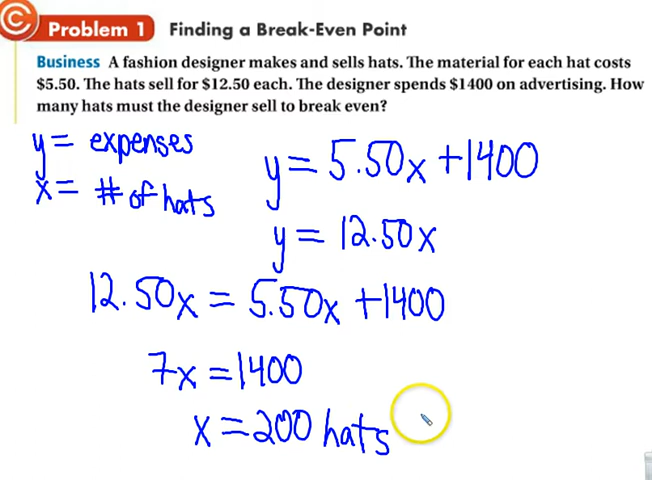 C Problem 1 Finding a Break-Even Point
Business A fashion designer makes and sells hats. The material for each hat costs
$5.50. The hats sell for $12.50 each. The designer spends $1400 on advertising. How
many hats must the designer sell to break even?
y = expenses
x = # of hats
y = 5.50x + 1400
y = 12.50x
12.50x = 5.50x + 1400
7x = 1400
x = 200 hats